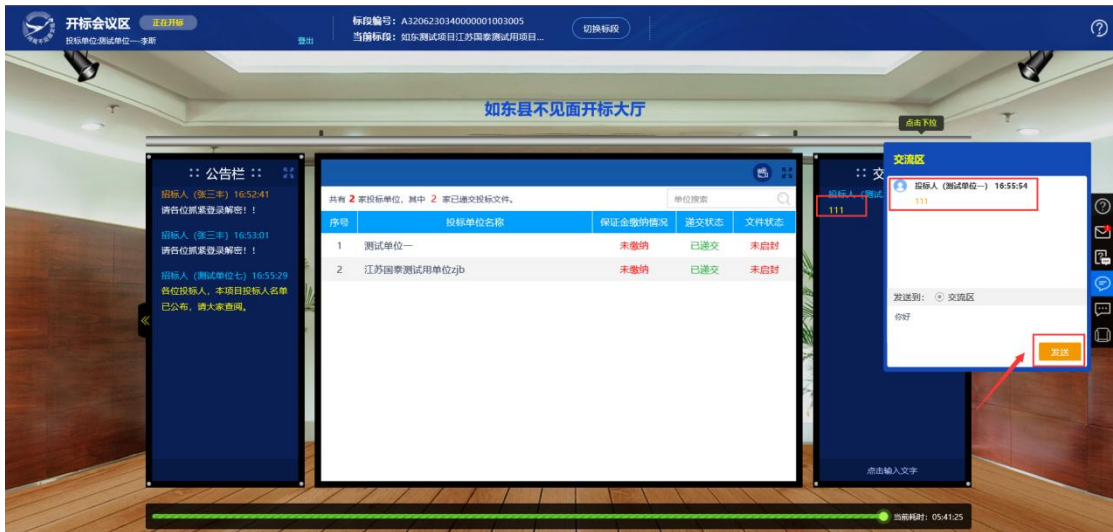 开标会议区 正在开标
投标单位:测试单位一-李斯 登出
标段编号：A3206230340000001003005
当前标段：如东测试项目江苏国泰测试用项目...
切换标段
如东县不见面开标大厅
点击下拉
:: 公告栏 ::
招标人（张三丰）16:52:41
请各位抓紧登录解密！！
招标人（张三丰）16:53:01
请各位抓紧登录解密！！
招标人（测试单位七）16:55:29
各位投标人，本项目投标人名单
已公布，请大家查阅。
共有 2 家投标单位，其中 2 家已递交投标文件。 单位搜索
序号 投标单位名称 保证金缴纳情况 递交状态 文件状态
1 测试单位一 未缴纳 已递交 未启封
2 江苏国泰测试用单位zjb 未缴纳 已递交 未启封
:: 交
招标人（测试
111
点击输入文字
交流区
投标人（测试单位一）16:55:54
111
发送到： 交流区
你好
发送
当前耗时：05:41:25